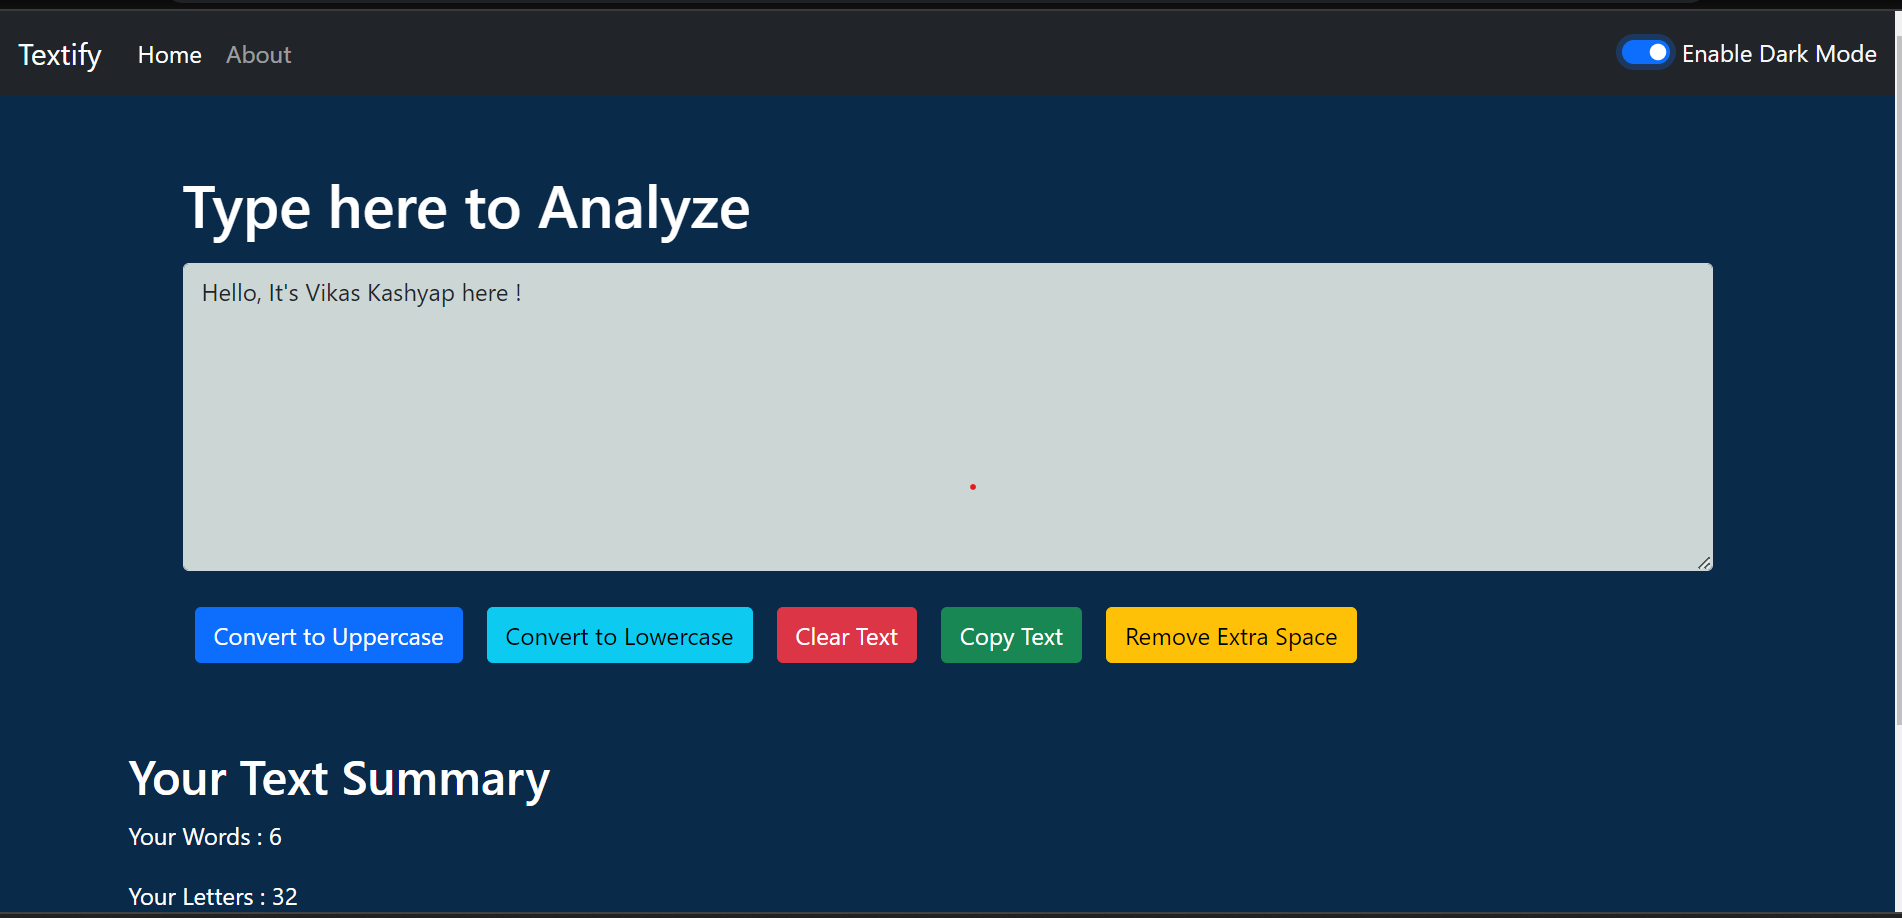 Textify Home About Enable Dark Mode
Type here to Analyze
Hello, It's Vikas Kashyap here !
Convert to Uppercase Convert to Lowercase Clear Text Copy Text Remove Extra Space
Your Text Summary
Your Words : 6
Your Letters : 32